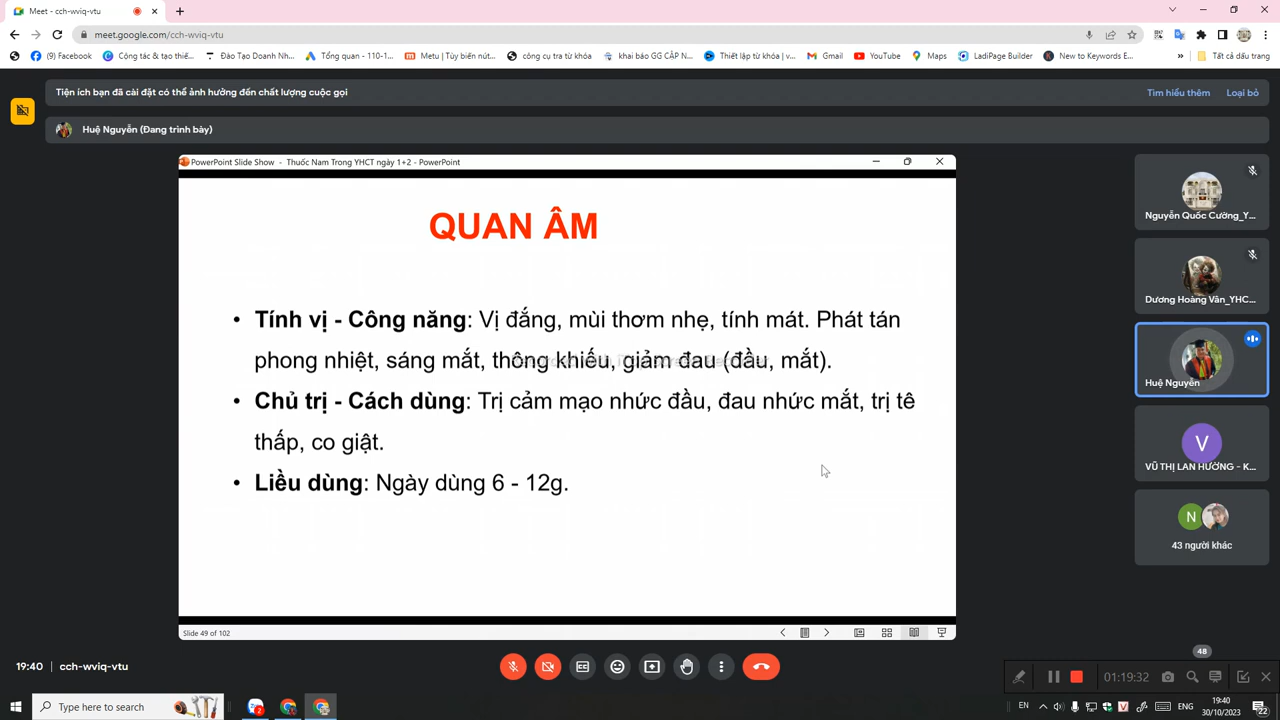 Meet - cch-wviq-vtu
meet.google.com/cch-wviq-vtu
(3) Facebook
Công tác & tạo thiế...
Đào Tạo Doanh Nh...
Tổng quan - 110-1...
Metu | Tùy biến nút...
công cụ tra từ khóa
khai báo GG CẶP N...
Thiết lập từ khóa | v...
Gmail
YouTube
Maps
LadiPage Builder
New to Keywords E...
Tất cả dấu trang
Tiện ích bạn đã cài đặt có thể ảnh hưởng đến chất lượng cuộc gọi
Tìm hiểu thêm
Loại bỏ
Huệ Nguyễn (Đang trình bày)
PowerPoint Slide Show - Thuốc Nam Trong YHCT ngày 1+2 - PowerPoint
QUAN ÂM
• Tính vị - Công năng: Vị đắng, mùi thơm nhẹ, tính mát. Phát tán
phong nhiệt, sáng mắt, thông khiếu, giảm đau (đầu, mắt).
• Chủ trị - Cách dùng: Trị cảm mạo nhức đầu, đau nhức mắt, trị tê
thấp, co giật.
• Liều dùng: Ngày dùng 6 - 12g.
Slide 49 of 102
Nguyễn Quốc Cường_Y...
Dương Hoàng Vân_YHC...
Huệ Nguyễn
V
VŨ THỊ LAN HƯỜNG - K...
N
43 người khác
48
19:40
cch-wviq-vtu
01:19:32
Type here to search
2
EN
V
ENG
19:40
30/10/2023
22